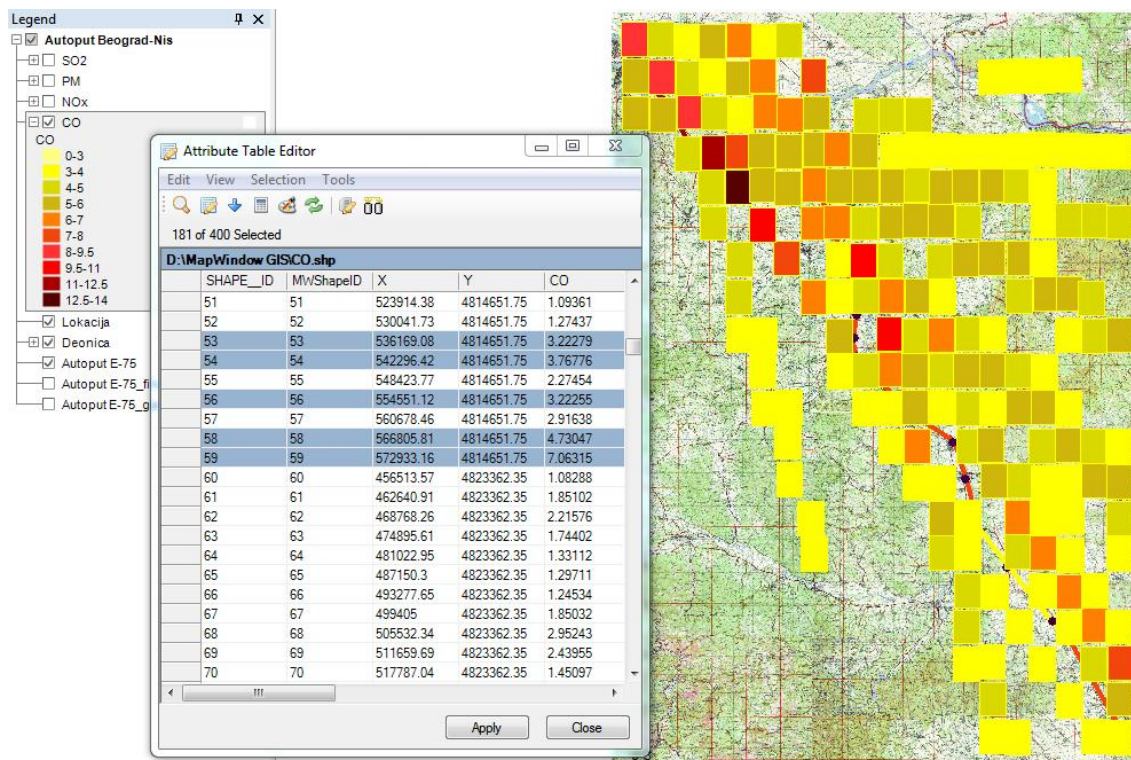 Legend
Autoput Beograd-Nis
SO2
PM
NOx
CO
CO
0-3
3-4
4-5
5-6
6-7
7-8
8-9.5
9.5-11
11-12.5
12.5-14
Lokacija
Deonica
Autoput E-75
Autoput E-75_fi
Autoput E-75_g
Attribute Table Editor
Edit View Selection Tools
181 of 400 Selected
D:\MapWindow GIS\CO.shp
SHAPE__ID MWShapeID X Y CO
51 51 523914.38 4814651.75 1.09361
52 52 530041.73 4814651.75 1.27437
53 53 536169.08 4814651.75 3.22279
54 54 542296.42 4814651.75 3.76776
55 55 548423.77 4814651.75 2.27454
56 56 554551.12 4814651.75 3.22255
57 57 560678.46 4814651.75 2.91638
58 58 566805.81 4814651.75 4.73047
59 59 572933.16 4814651.75 7.06315
60 60 456513.57 4823362.35 1.08288
61 61 462640.91 4823362.35 1.85102
62 62 468768.26 4823362.35 2.21576
63 63 474895.61 4823362.35 1.74402
64 64 481022.95 4823362.35 1.33112
65 65 487150.3 4823362.35 1.29711
66 66 493277.65 4823362.35 1.24534
67 67 499405 4823362.35 1.85032
68 68 505532.34 4823362.35 2.95243
69 69 511659.69 4823362.35 2.43955
70 70 517787.04 4823362.35 1.45097
Apply Close